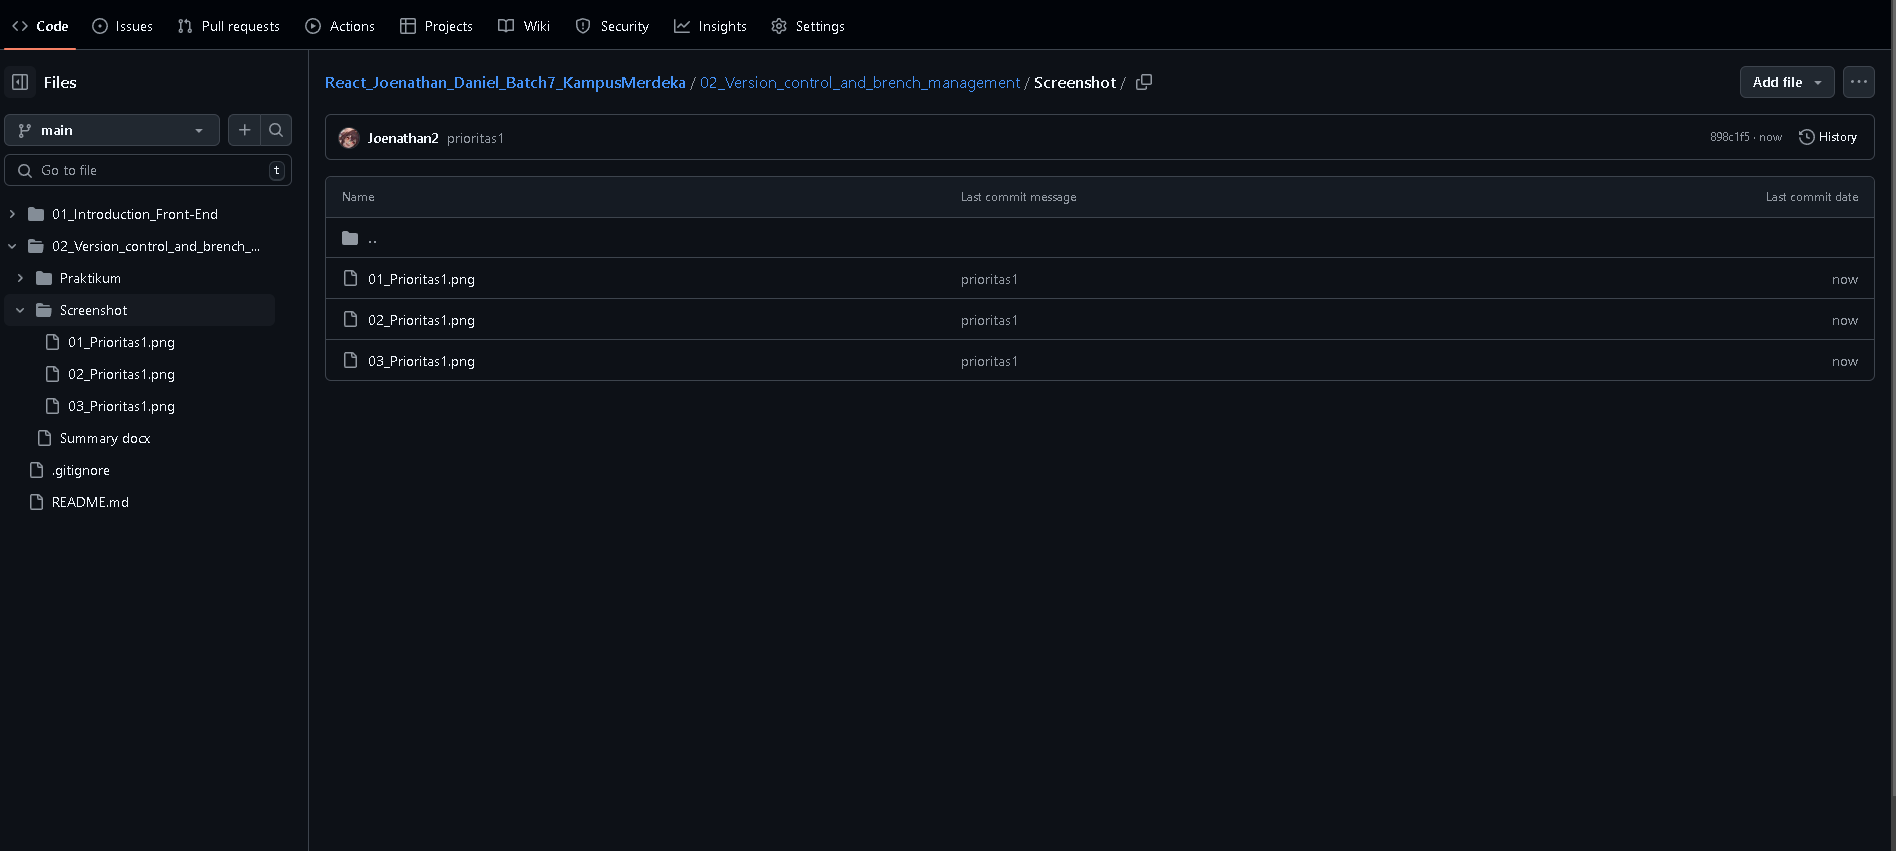 Code Issues Pull requests Actions Projects Wiki Security Insights Settings
Files
main
Go to file t
01_Introduction_Front-End
02_Version_control_and_brench_...
Praktikum
Screenshot
01_Prioritas1.png
02_Prioritas1.png
03_Prioritas1.png
Summary docx
.gitignore
README.md
React_Joenathan_Daniel_Batch7_KampusMerdeka / 02_Version_control_and_brench_management / Screenshot /
Add file ...
Joenathan2 prioritas1 898c1f5 · now History
Name Last commit message Last commit date
..
01_Prioritas1.png prioritas1 now
02_Prioritas1.png prioritas1 now
03_Prioritas1.png prioritas1 now